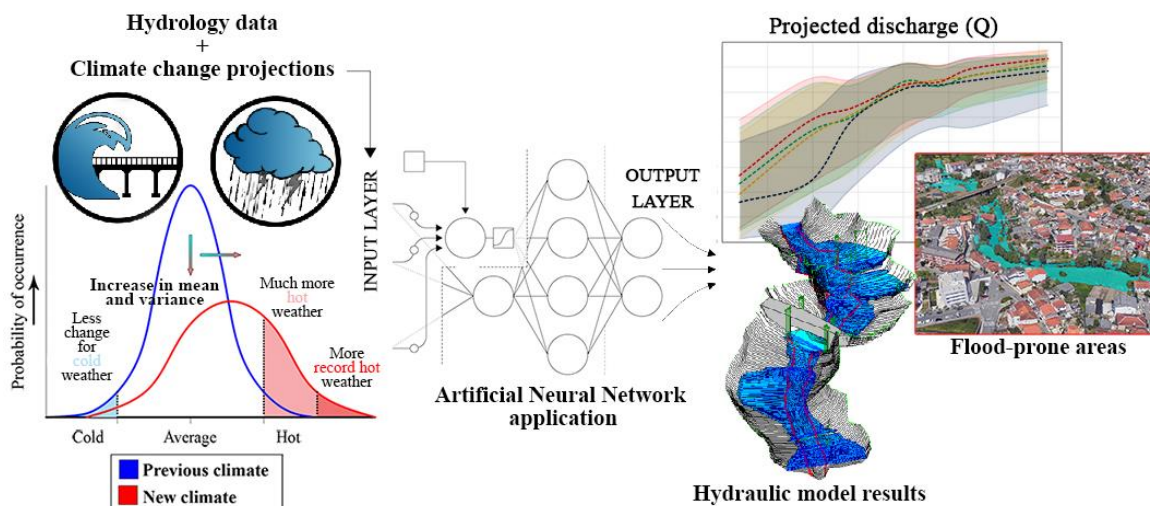 Hydrology data
+
Climate change projections
Probability of occurrence
Increase in mean
and variance
Less
change
for
cold
weather
Much more
hot
weather
More
record hot
weather
Cold
Average
Hot
Previous climate
New climate
INPUT LAYER
Artificial Neural Network
application
OUTPUT
LAYER
Projected discharge (Q)
Flood-prone areas
Hydraulic model results